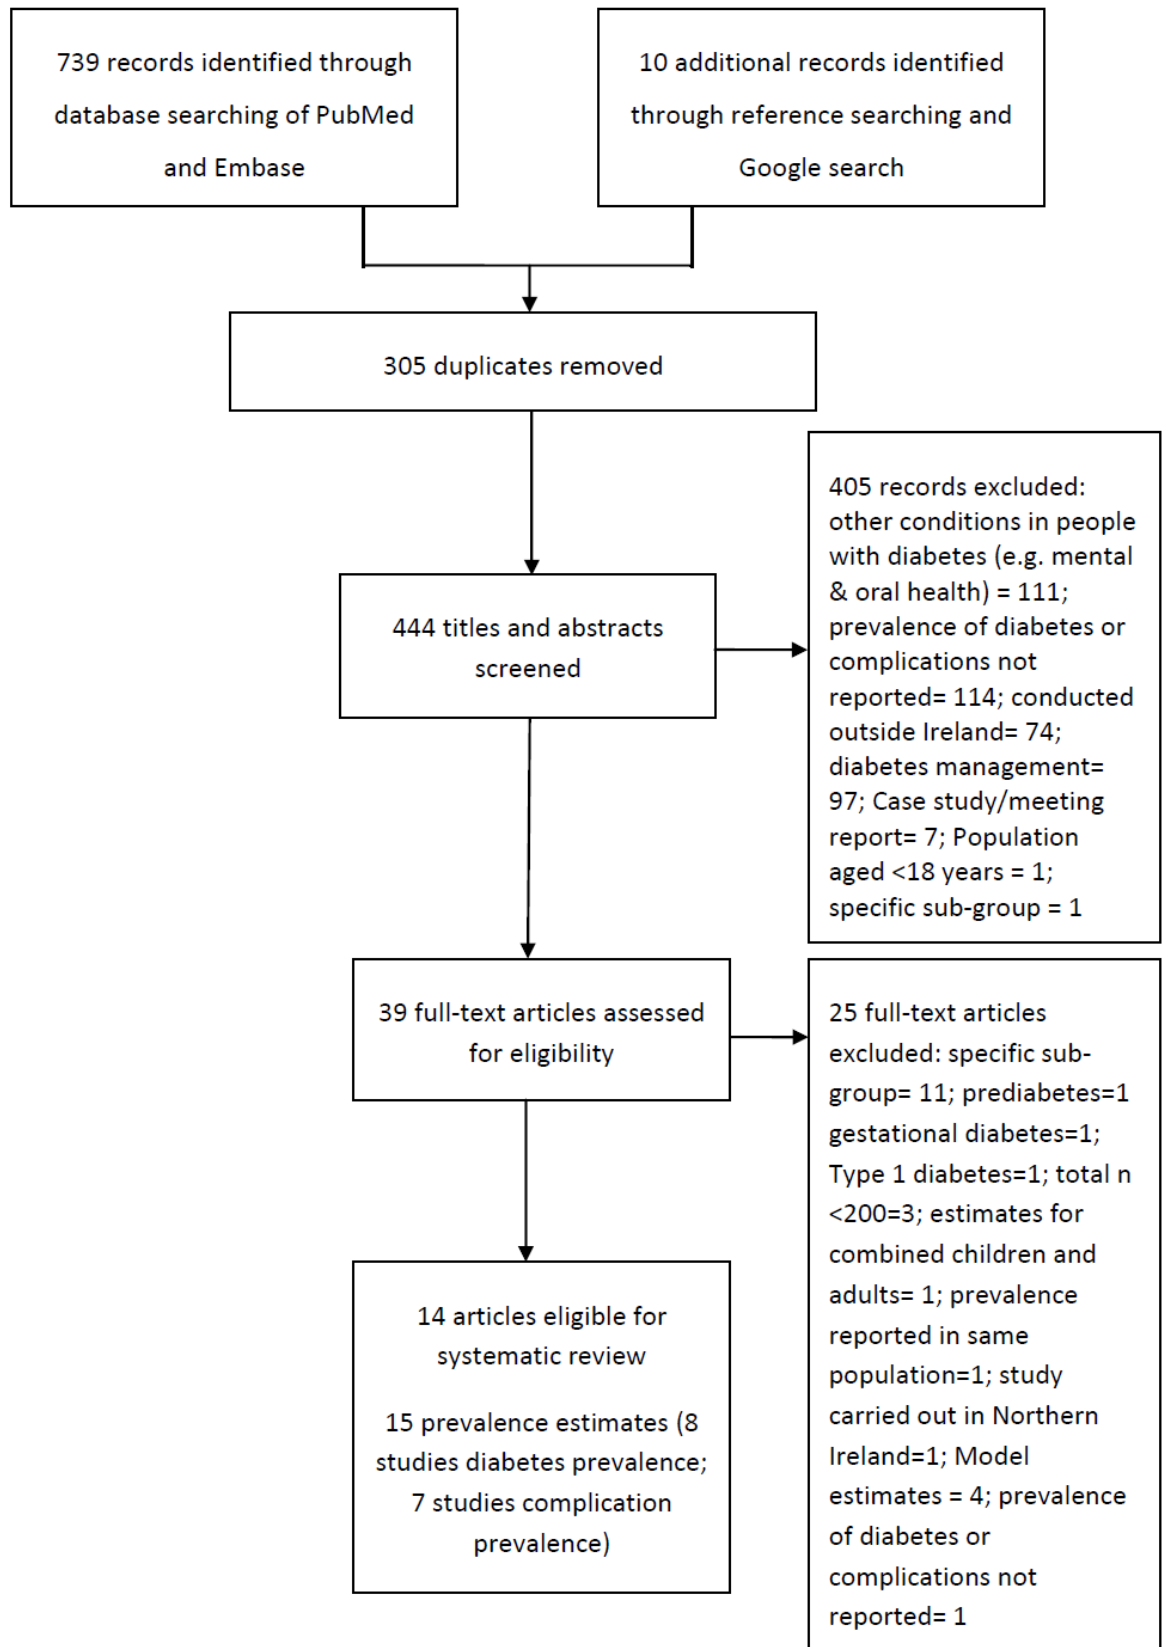 739 records identified through
database searching of PubMed
and Embase
10 additional records identified
through reference searching and
Google search
305 duplicates removed
444 titles and abstracts
screened
405 records excluded:
other conditions in people
with diabetes (e.g. mental
& oral health) = 111;
prevalence of diabetes or
complications not
reported= 114; conducted
outside Ireland= 74;
diabetes management=
97; Case study/meeting
report= 7; Population
aged <18 years = 1;
specific sub-group = 1
39 full-text articles assessed
for eligibility
25 full-text articles
excluded: specific sub-
group= 11; prediabetes=1
gestational diabetes=1;
Type 1 diabetes=1; total n
<200=3; estimates for
combined children and
adults= 1; prevalence
reported in same
population=1; study
carried out in Northern
Ireland=1; Model
estimates = 4; prevalence
of diabetes or
complications not
reported= 1
14 articles eligible for
systematic review
15 prevalence estimates (8
studies diabetes prevalence;
7 studies complication
prevalence)